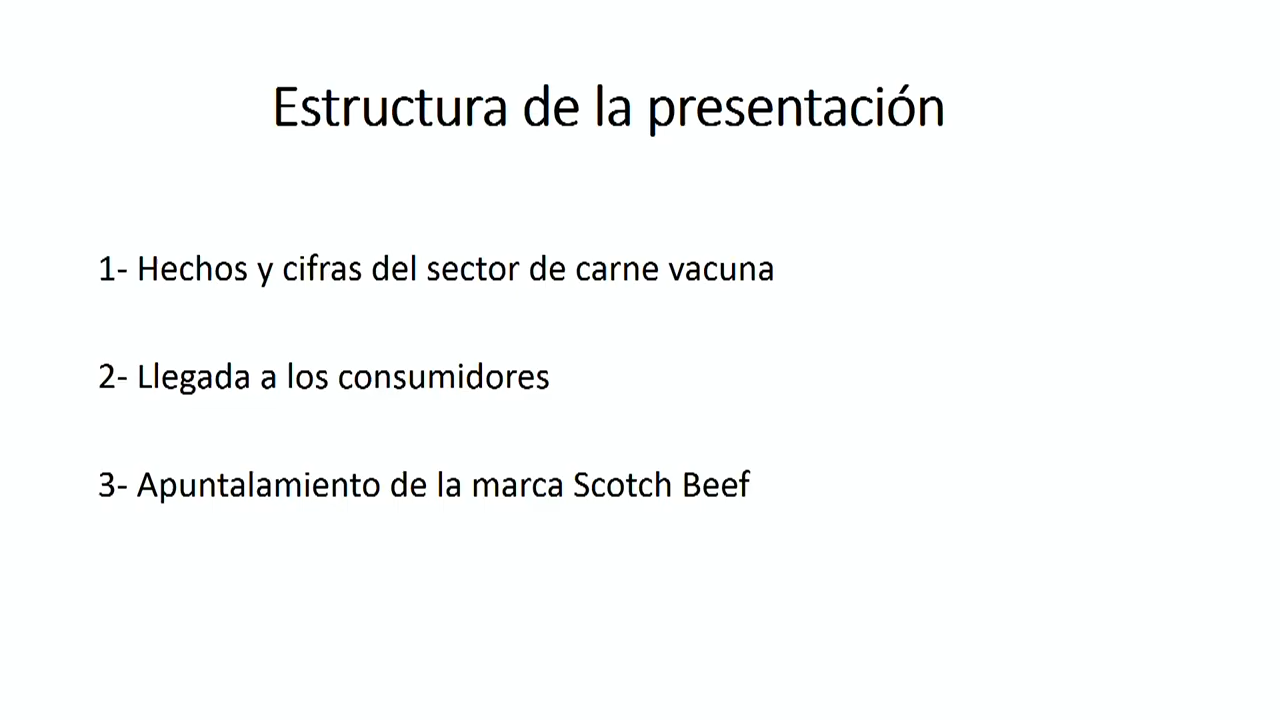 Estructura de la presentación
1- Hechos y cifras del sector de carne vacuna
2- Llegada a los consumidores
3- Apuntalamiento de la marca Scotch Beef